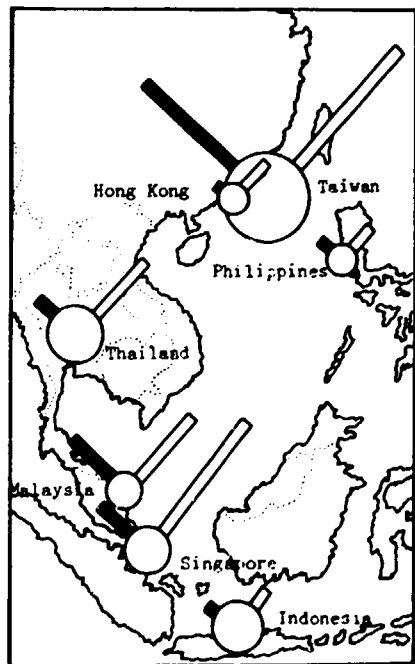 Hong Kong
Taiwan
Philippines
Thailand
Malaysia
Singapore
Indonesia